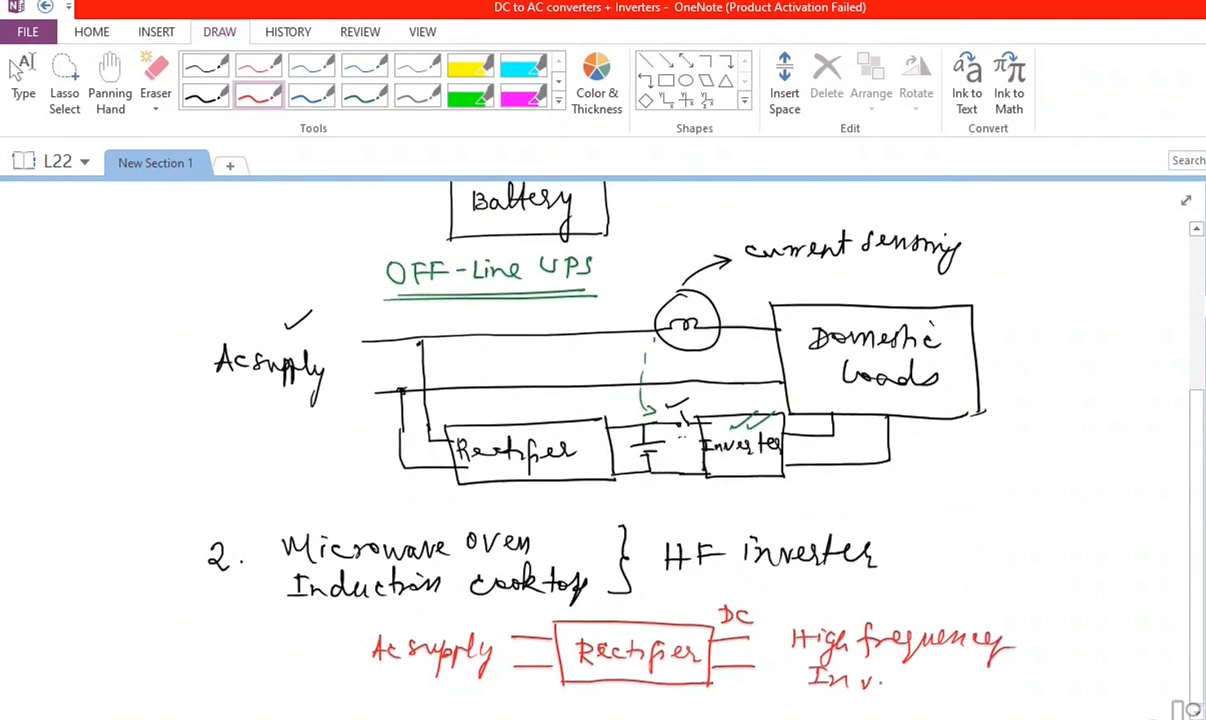 DC to AC converters + Inverters - OneNote (Product Activation Failed)
FILE HOME INSERT DRAW HISTORY REVIEW VIEW
Type Lasso Select Panning Hand Eraser Color & Thickness Insert Space Delete Arrange Rotate Ink to Text Ink to Math
Tools Shapes Edit Convert
L22 New Section 1 Search
Battery
OFF-Line UPS
current sensing
Ac supply
Domestic
Loads
Rectifier
Inverter
2. Microwave oven
Induction cooktop
HF inverter
Ac supply
Rectifier
DC
High frequency
Inv.